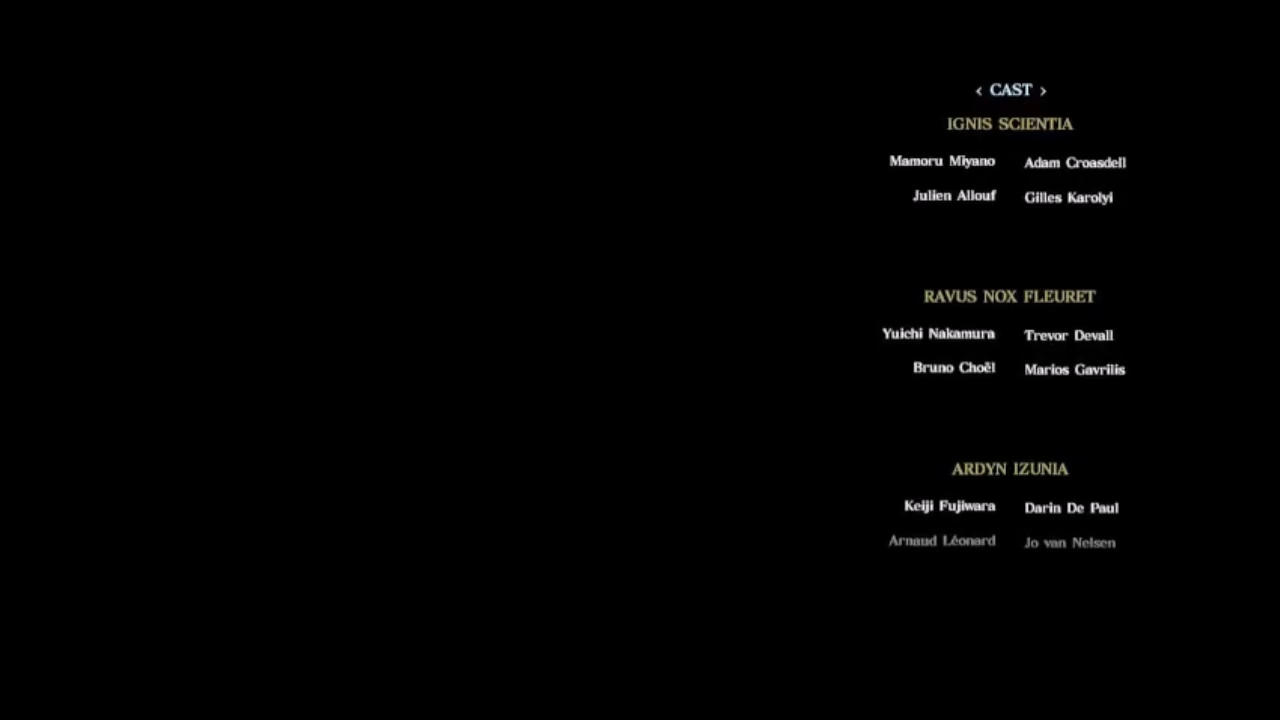 ‹ CAST ›
IGNIS SCIENTIA
Mamoru Miyano Adam Croasdell
Julien Allouf Gilles Karolyi
RAVUS NOX FLEURET
Yuichi Nakamura Trevor Devall
Bruno Choël Marios Gavrilis
ARDYN IZUNIA
Keiji Fujiwara Darin De Paul
Arnaud Léonard Jo van Nelsen